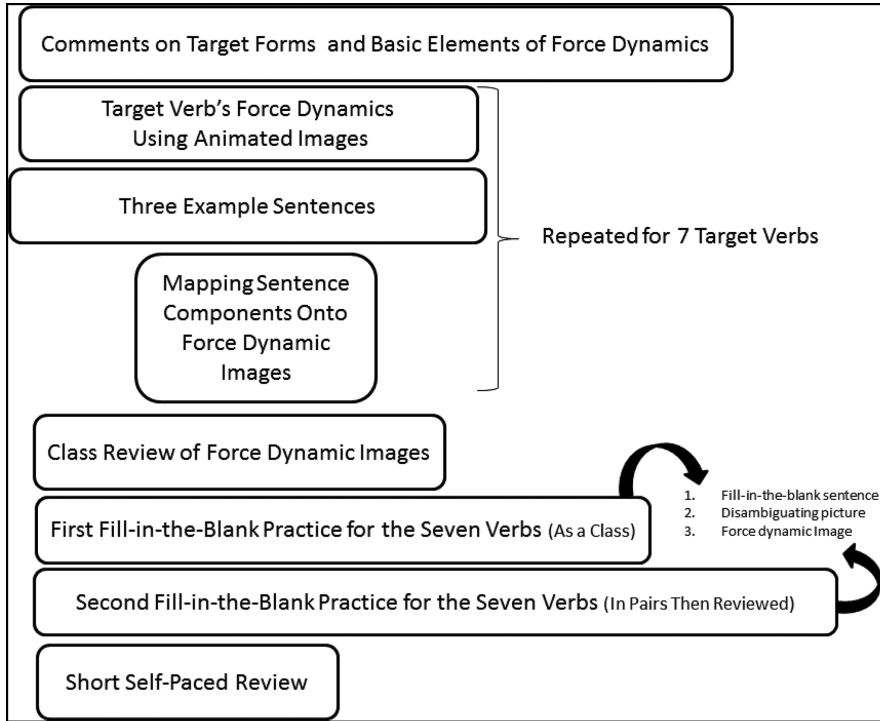 Comments on Target Forms and Basic Elements of Force Dynamics
Target Verb's Force Dynamics
Using Animated Images
Three Example Sentences
Repeated for 7 Target Verbs
Mapping Sentence
Components Onto
Force Dynamic
Images
Class Review of Force Dynamic Images
First Fill-in-the-Blank Practice for the Seven Verbs (As a Class)
1. Fill-in-the-blank sentence
2. Disambiguating picture
3. Force dynamic Image
Second Fill-in-the-Blank Practice for the Seven Verbs (In Pairs Then Reviewed)
Short Self-Paced Review